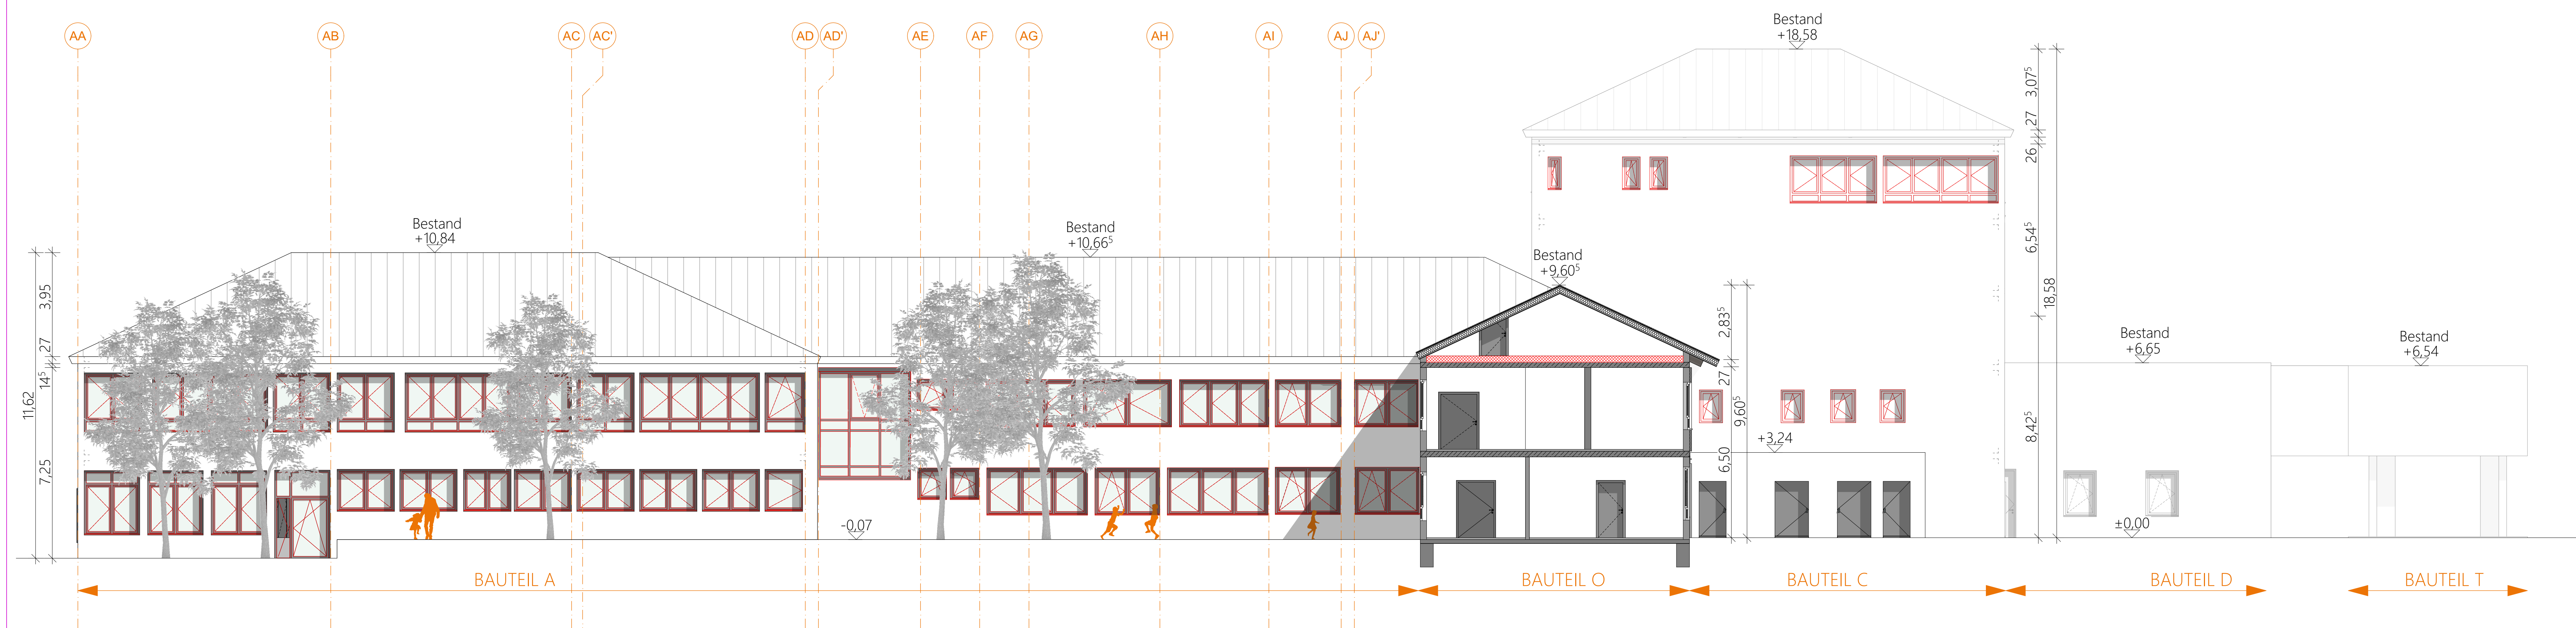 AA
AB
AC
AC'
AD
AD'
AE
AF
AG
AH
AI
AJ
AJ'
Bestand
+18,58
Bestand
+10,84
Bestand
+10,66⁵
Bestand
+9,60⁵
Bestand
+6,65
Bestand
+6,54
11,62
3,95
27
14⁵
7,25
-0,07
2,83⁵
27
9,60⁵
6,50
+3,24
3,07⁵
27
26
6,54⁵
18,58
8,42⁵
±0,00
BAUTEIL A
BAUTEIL O
BAUTEIL C
BAUTEIL D
BAUTEIL T